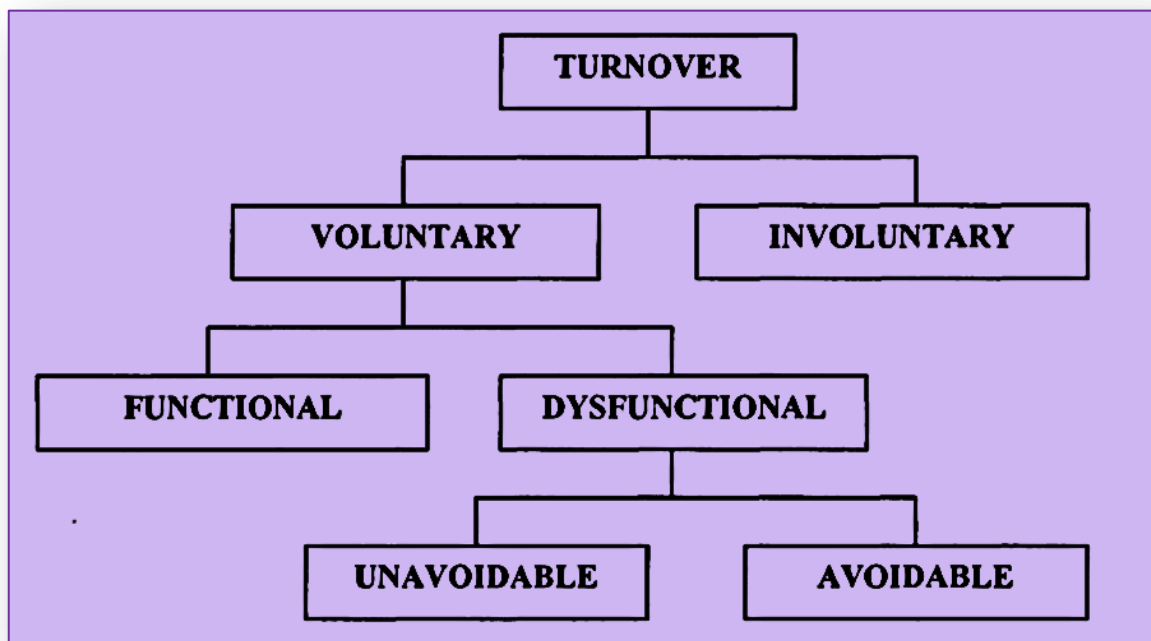 TURNOVER
VOLUNTARY
INVOLUNTARY
FUNCTIONAL
DYSFUNCTIONAL
UNAVOIDABLE
AVOIDABLE